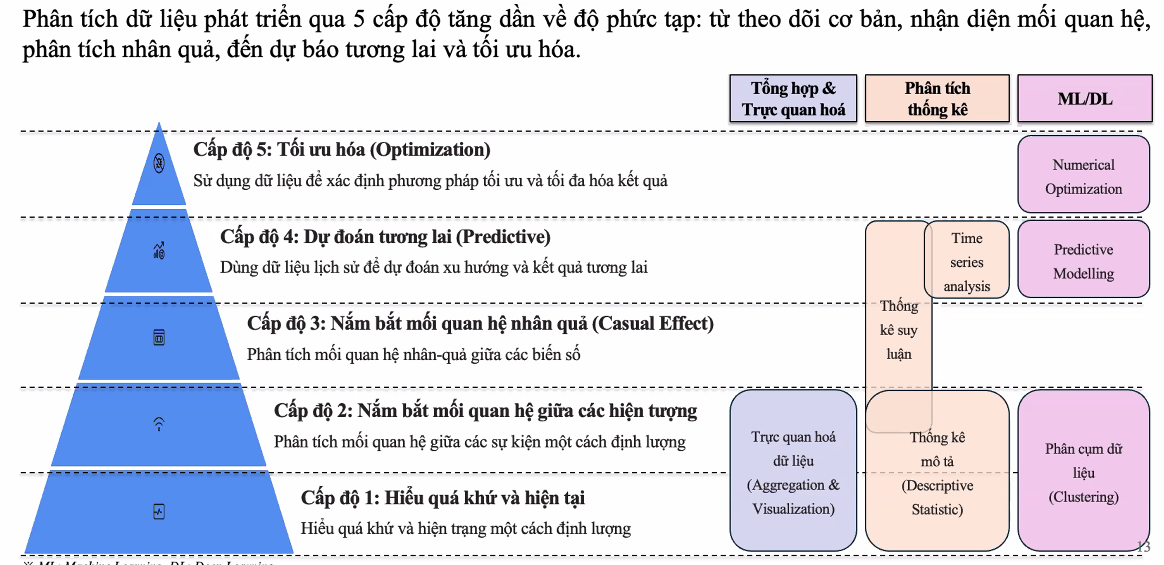 Phân tích dữ liệu phát triển qua 5 cấp độ tăng dần về độ phức tạp: từ theo dõi cơ bản, nhận diện mối quan hệ,
phân tích nhân quả, đến dự báo tương lai và tối ưu hóa.
Tổng hợp &
Trực quan hoá
Phân tích
thống kê
ML/DL
Cấp độ 5: Tối ưu hóa (Optimization)
Sử dụng dữ liệu để xác định phương pháp tối ưu và tối đa hóa kết quả
Numerical
Optimization
Cấp độ 4: Dự đoán tương lai (Predictive)
Dùng dữ liệu lịch sử để dự đoán xu hướng và kết quả tương lai
Time
series
analysis
Predictive
Modelling
Cấp độ 3: Nắm bắt mối quan hệ nhân quả (Casual Effect)
Phân tích mối quan hệ nhân-quả giữa các biến số
Thống
kê suy
luận
Cấp độ 2: Nắm bắt mối quan hệ giữa các hiện tượng
Phân tích mối quan hệ giữa các sự kiện một cách định lượng
Cấp độ 1: Hiểu quá khứ và hiện tại
Hiểu quá khứ và hiện trạng một cách định lượng
Trực quan hoá
dữ liệu
(Aggregation &
Visualization)
Thống kê
mô tả
(Descriptive
Statistic)
Phân cụm dữ
liệu
(Clustering)
13
※ ML: Machine Learning, DL: Deep Learning